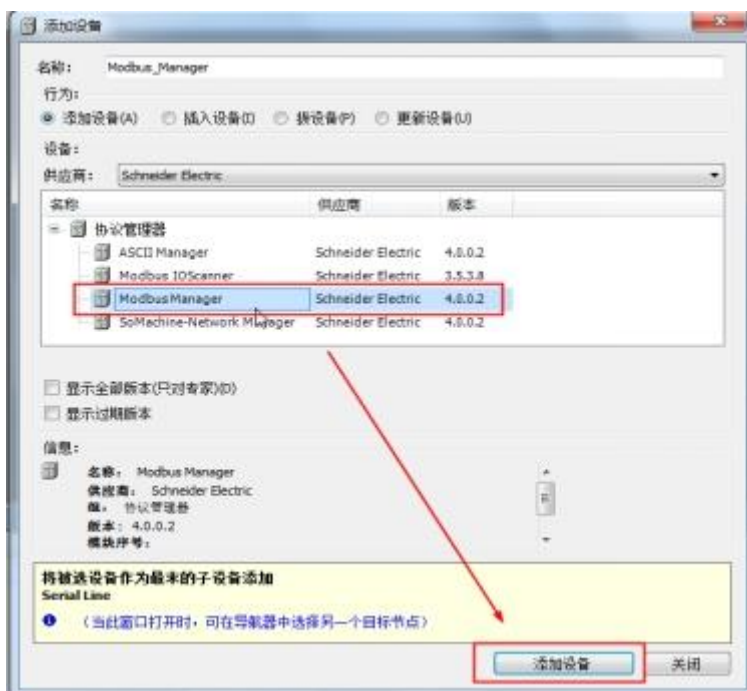 添加设备
名称: Modbus_Manager
行为:
添加设备(A) 插入设备(I) 拔设备(P) 更新设备(U)
设备:
供应商: Schneider Electric
名称 供应商 版本
协议管理器
ASCII Manager Schneider Electric 4.0.0.2
Modbus IOScanner Schneider Electric 3.5.3.8
Modbus Manager Schneider Electric 4.0.0.2
SoMachine-Network Manager Schneider Electric 4.0.0.2
显示全部版本(只对专家)(D)
显示过期版本
信息:
名称: Modbus Manager
供应商: Schneider Electric
组: 协议管理器
版本: 4.0.0.2
模块序号:
将被选设备作为最末的子设备添加
Serial Line
(当此窗口打开时,可在导航器中选择另一个目标节点)
添加设备 关闭